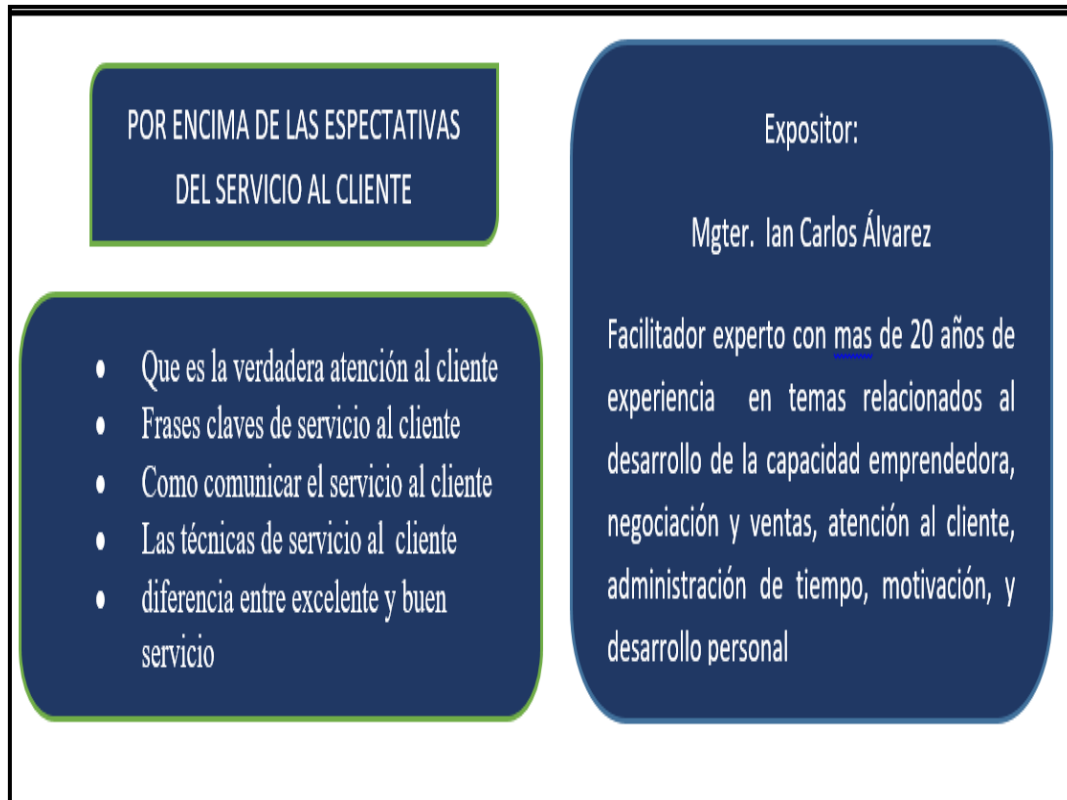 POR ENCIMA DE LAS ESPECTATIVAS
DEL SERVICIO AL CLIENTE
• Que es la verdadera atención al cliente
• Frases claves de servicio al cliente
• Como comunicar el servicio al cliente
• Las técnicas de servicio al cliente
• diferencia entre excelente y buen
servicio
Expositor:
Mgter. Ian Carlos Álvarez
Facilitador experto con mas de 20 años de
experiencia en temas relacionados al
desarrollo de la capacidad emprendedora,
negociación y ventas, atención al cliente,
administración de tiempo, motivación, y
desarrollo personal